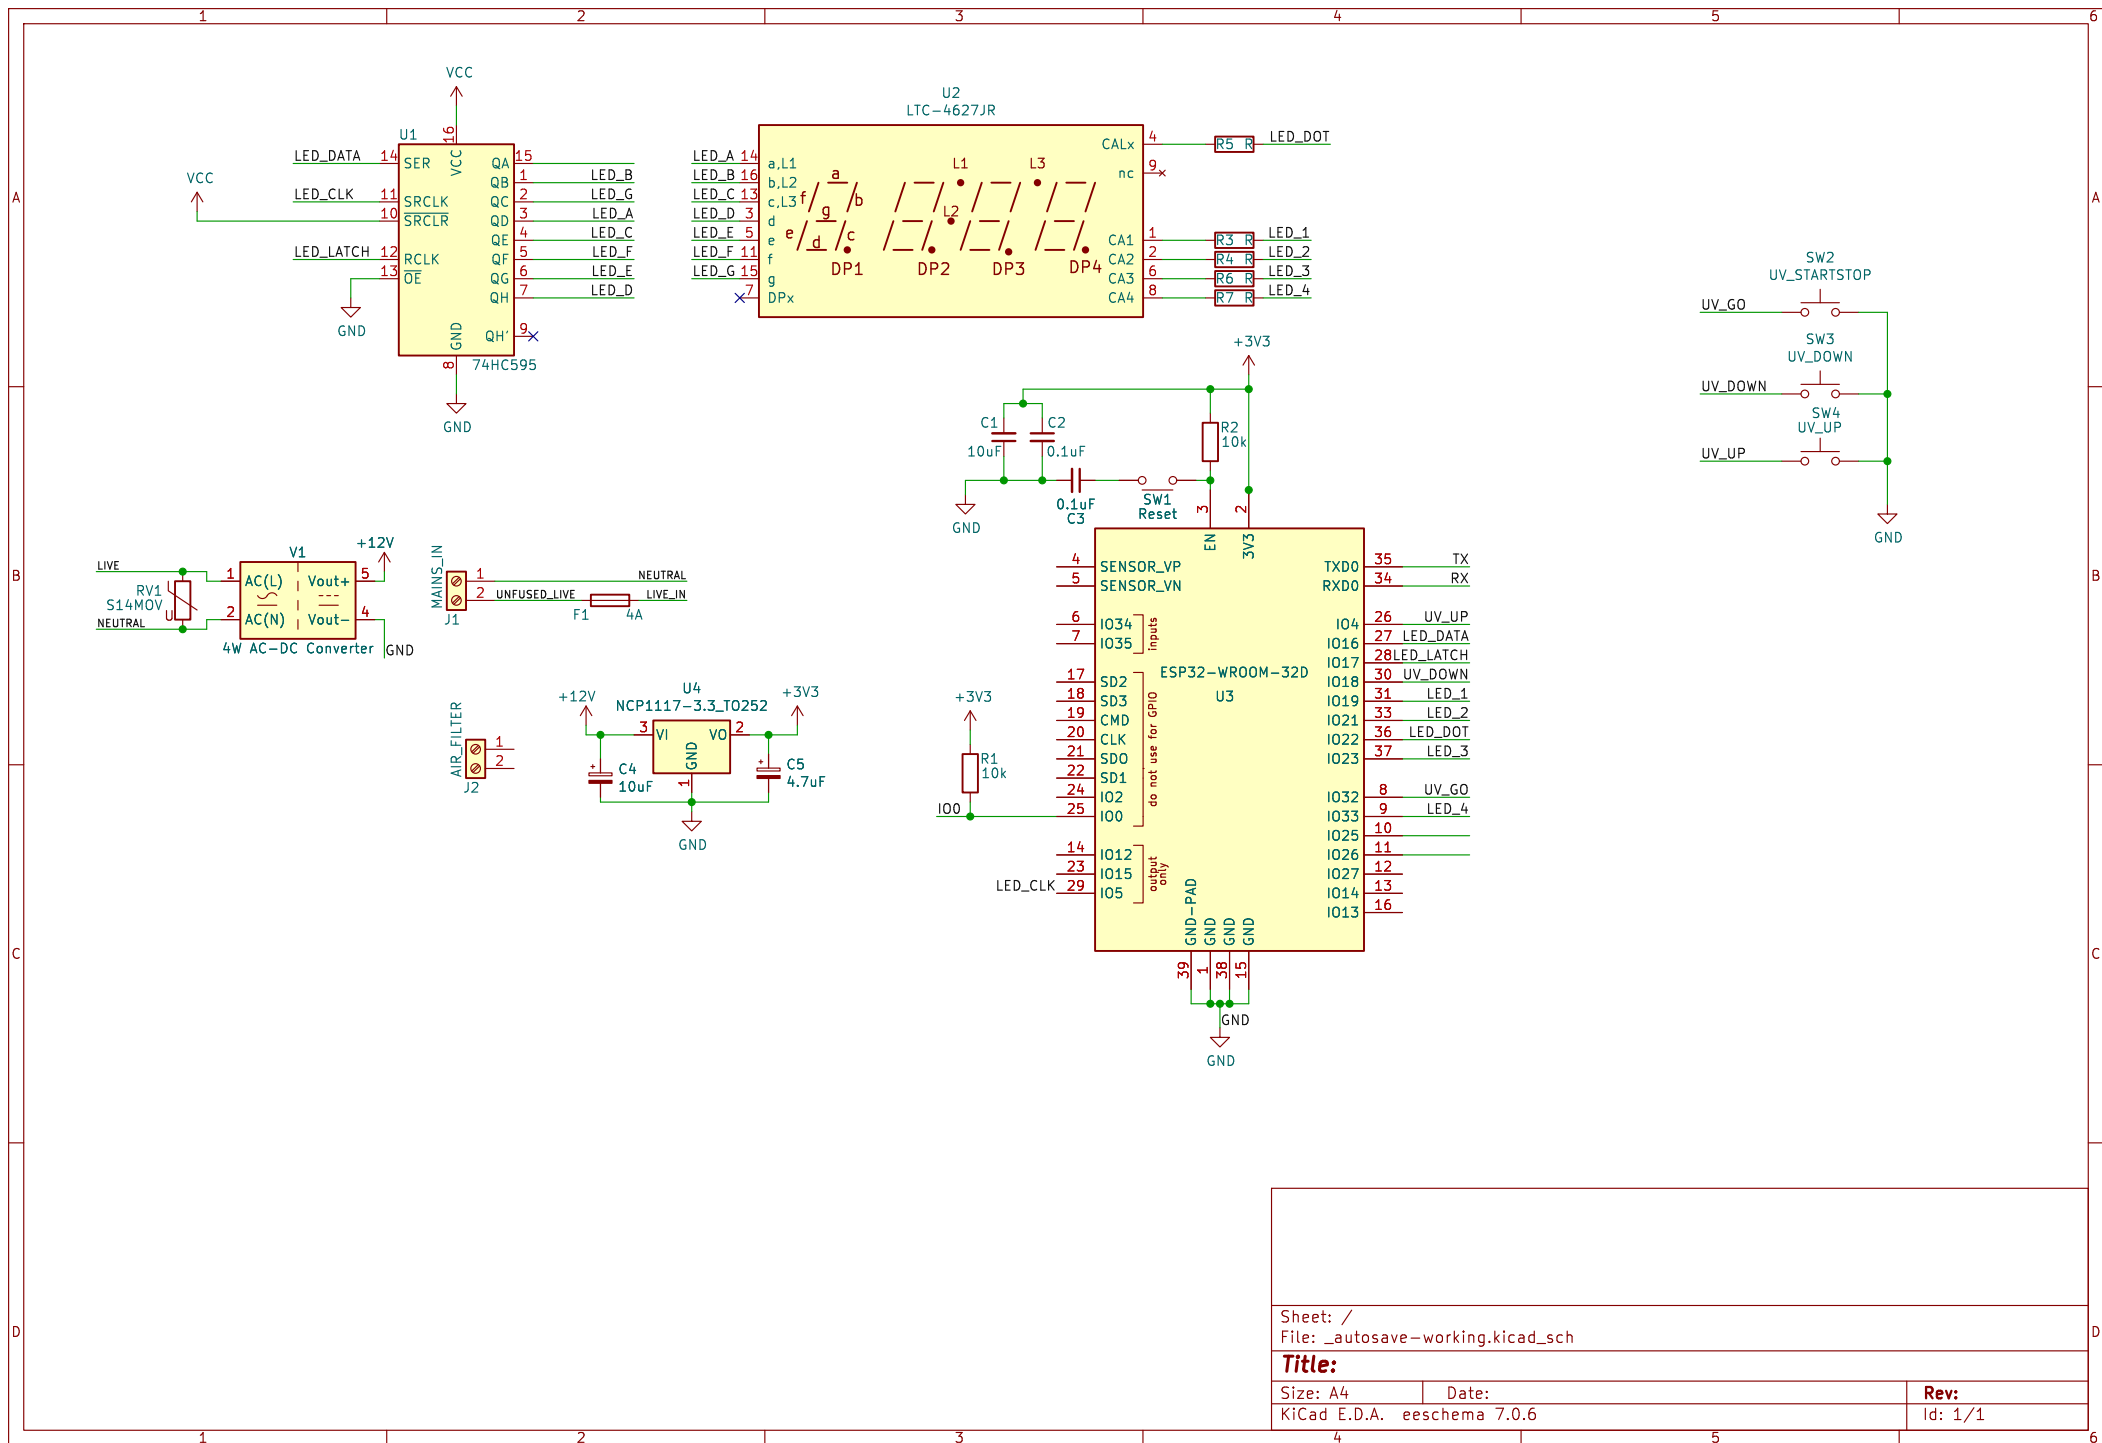 1 2 3 4 5 6
A
B
C
D
VCC
U1
16
VCC
LED_DATA 14 SER QA 15
QB 1 LED_B
LED_CLK 11 SRCLK QC 2 LED_G
VCC
10 SRCLR QD 3 LED_A
QE 4 LED_C
LED_LATCH 12 RCLK QF 5 LED_F
13 OE QG 6 LED_E
QH 7 LED_D
GND
GND QH' 9
8
74HC595
GND
U2
LTC-4627JR
LED_A 14 a,L1
LED_B 16 b,L2
LED_C 13 c,L3
LED_D 3 d
LED_E 5 e
LED_F 11 f
LED_G 15 g
7 DPx
a
f b
g
e c
d
L1 L3
L2
DP1 DP2 DP3 DP4
CALx 4 R5 R LED_DOT
nc 9
CA1 1 R3 R LED_1
CA2 2 R4 R LED_2
CA3 6 R6 R LED_3
CA4 8 R7 R LED_4
SW2
UV_STARTSTOP
UV_GO
SW3
UV_DOWN
UV_DOWN
SW4
UV_UP
UV_UP
GND
+3V3
C1
10uF
C2
0.1uF
R2
10k
GND
0.1uF
C3
SW1
Reset
3 2
EN 3V3
4 SENSOR_VP
5 SENSOR_VN
6 IO34
7 IO35
inputs
17 SD2
18 SD3
19 CMD
20 CLK
21 SDO
22 SD1
24 IO2
25 IO0
do not use for GPIO
14 IO12
23 IO15
LED_CLK 29 IO5
output
only
ESP32-WROOM-32D
U3
TXD0 35 TX
RXD0 34 RX
IO4 26 UV_UP
IO16 27 LED_DATA
IO17 28 LED_LATCH
IO18 30 UV_DOWN
IO19 31 LED_1
IO21 33 LED_2
IO22 36 LED_DOT
IO23 37 LED_3
IO32 8 UV_GO
IO33 9 LED_4
IO25 10
IO26 11
IO27 12
IO14 13
IO13 16
GND-PAD GND GND GND
39 1 38 15
GND
GND
+3V3
R1
10k
IO0
LIVE
RV1
S14MOV
U
NEUTRAL
V1
1 AC(L) Vout+ 5
2 AC(N) Vout- 4
4W AC-DC Converter
+12V
GND
MAINS_IN
1 NEUTRAL
2 UNFUSED_LIVE LIVE_IN
J1
F1 4A
AIR_FILTER
1
2
J2
+12V
U4
NCP1117-3.3_TO252
+3V3
3 VI VO 2
GND
1
C4
10uF
C5
4.7uF
GND
Sheet: /
File: _autosave-working.kicad_sch
Title:
Size: A4 Date: Rev:
KiCad E.D.A. eeschema 7.0.6 Id: 1/1
A
B
C
D
1 2 3 4 5 6